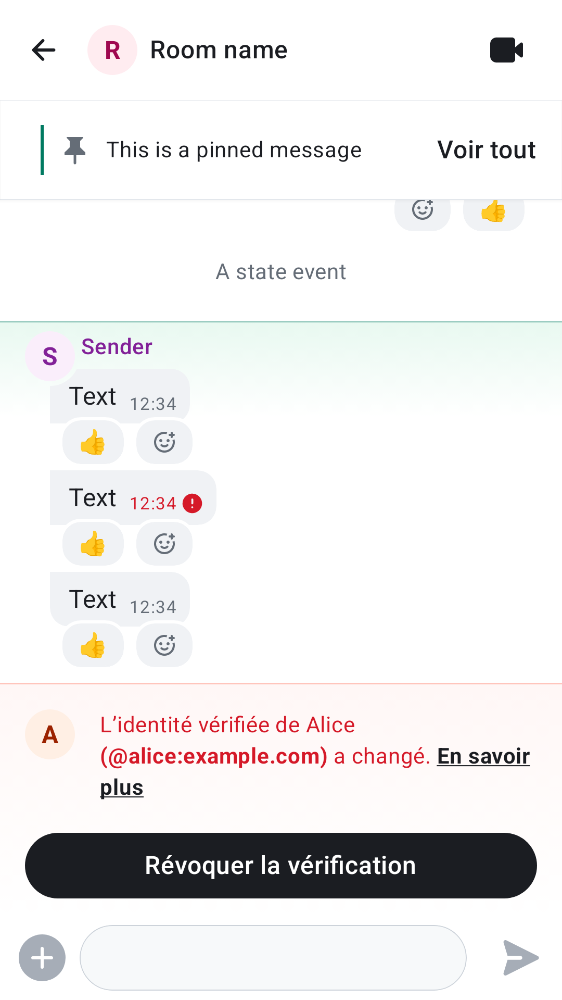 R Room name
This is a pinned message Voir tout
👍
A state event
S Sender
Text 12:34
👍
Text 12:34
👍
Text 12:34
👍
A L’identité vérifiée de Alice
(@alice:example.com) a changé. En savoir
plus
Révoquer la vérification